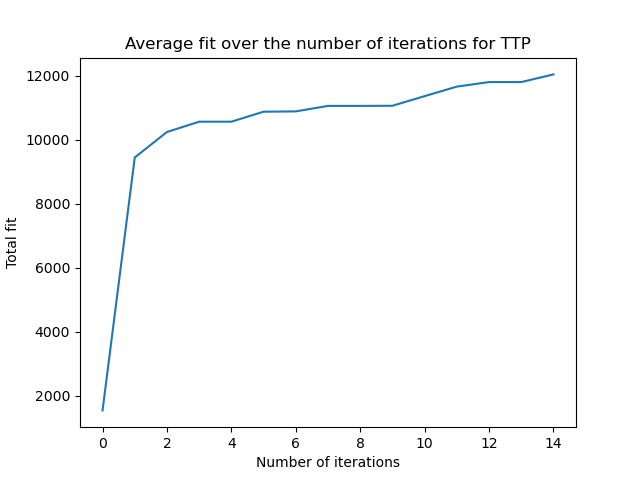 Average fit over the number of iterations for TTP
12000
10000
8000
6000
4000
2000
Total fit
0 2 4 6 8 10 12 14
Number of iterations